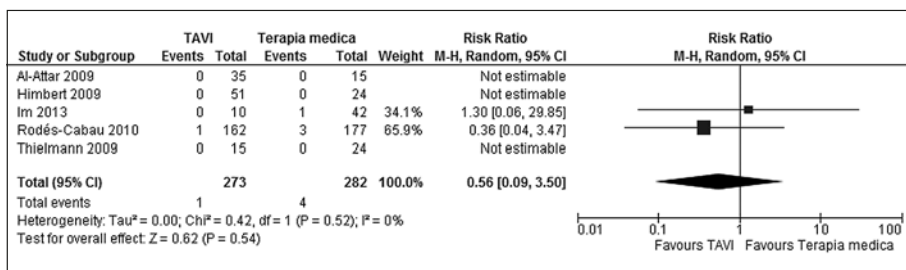 TAVI Terapia medica Risk Ratio Risk Ratio
Study or Subgroup Events Total Events Total Weight M-H, Random, 95% CI M-H, Random, 95% CI
Al-Attar 2009 0 35 0 15 Not estimable
Himbert 2009 0 51 0 24 Not estimable
Im 2013 0 10 1 42 34.1% 1.30 [0.06, 29.85]
Rodés-Cabau 2010 1 162 3 177 65.9% 0.36 [0.04, 3.47]
Thielmann 2009 0 15 0 24 Not estimable
Total (95% CI) 273 282 100.0% 0.56 [0.09, 3.50]
Total events 1 4
Heterogeneity: Tau² = 0.00; Chi² = 0.42, df = 1 (P = 0.52); I² = 0%
Test for overall effect: Z = 0.62 (P = 0.54)
0.01 0.1 1 10 100
Favours TAVI Favours Terapia medica